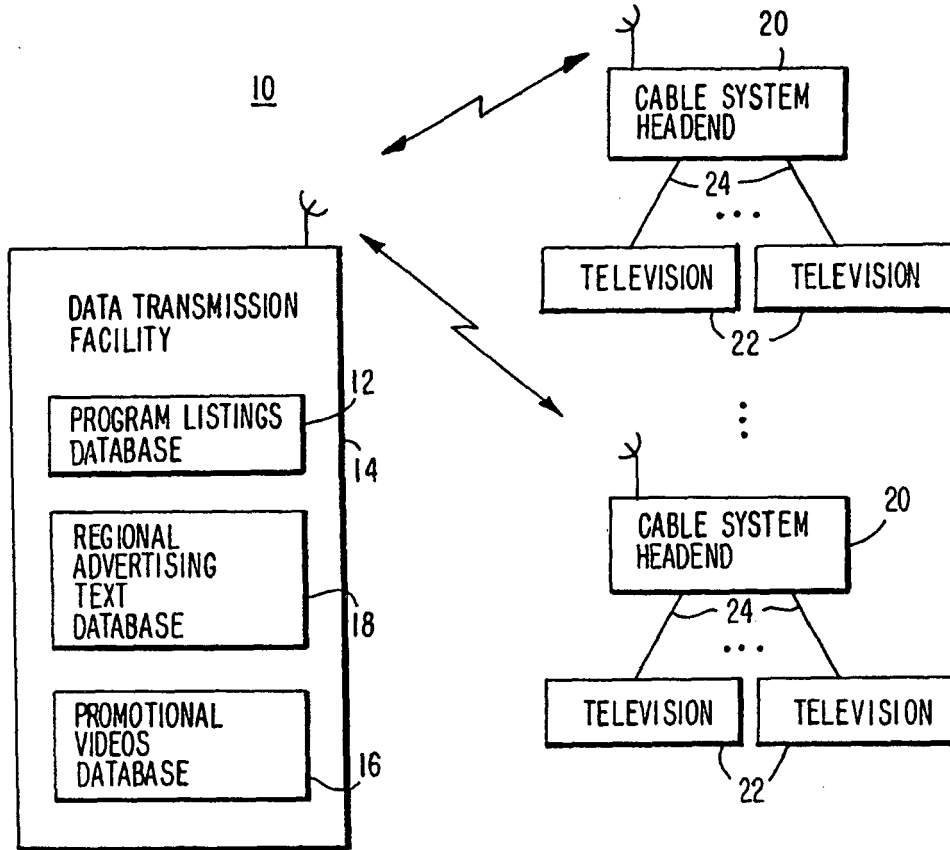 10
20
CABLE SYSTEM
HEADEND
24
TELEVISION
TELEVISION
22
DATA TRANSMISSION
FACILITY
12
PROGRAM LISTINGS
DATABASE
14
REGIONAL
ADVERTISING
TEXT
DATABASE
18
PROMOTIONAL
VIDEOS
DATABASE
16
20
CABLE SYSTEM
HEADEND
24
TELEVISION
TELEVISION
22